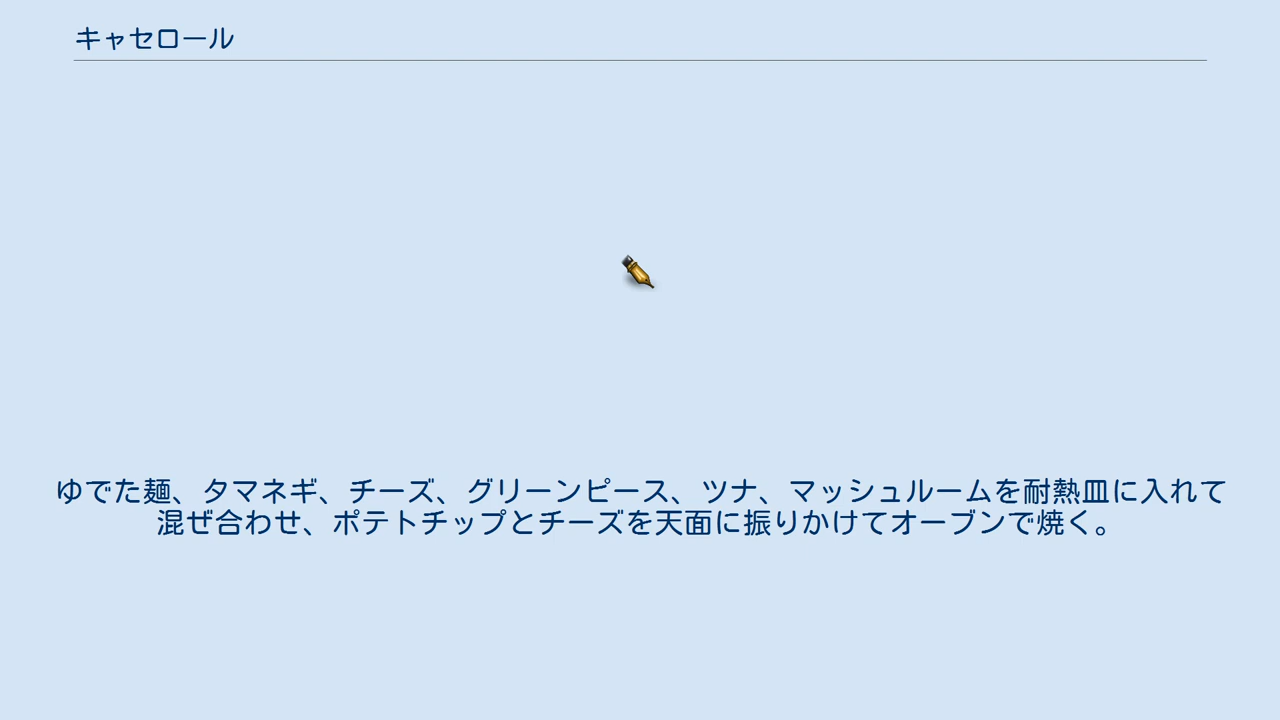 キャセロール
ゆでた麺、タマネギ、チーズ、グリーンピース、ツナ、マッシュルームを耐熱皿に入れて
混ぜ合わせ、ポテトチップとチーズを天面に振りかけてオーブンで焼く。